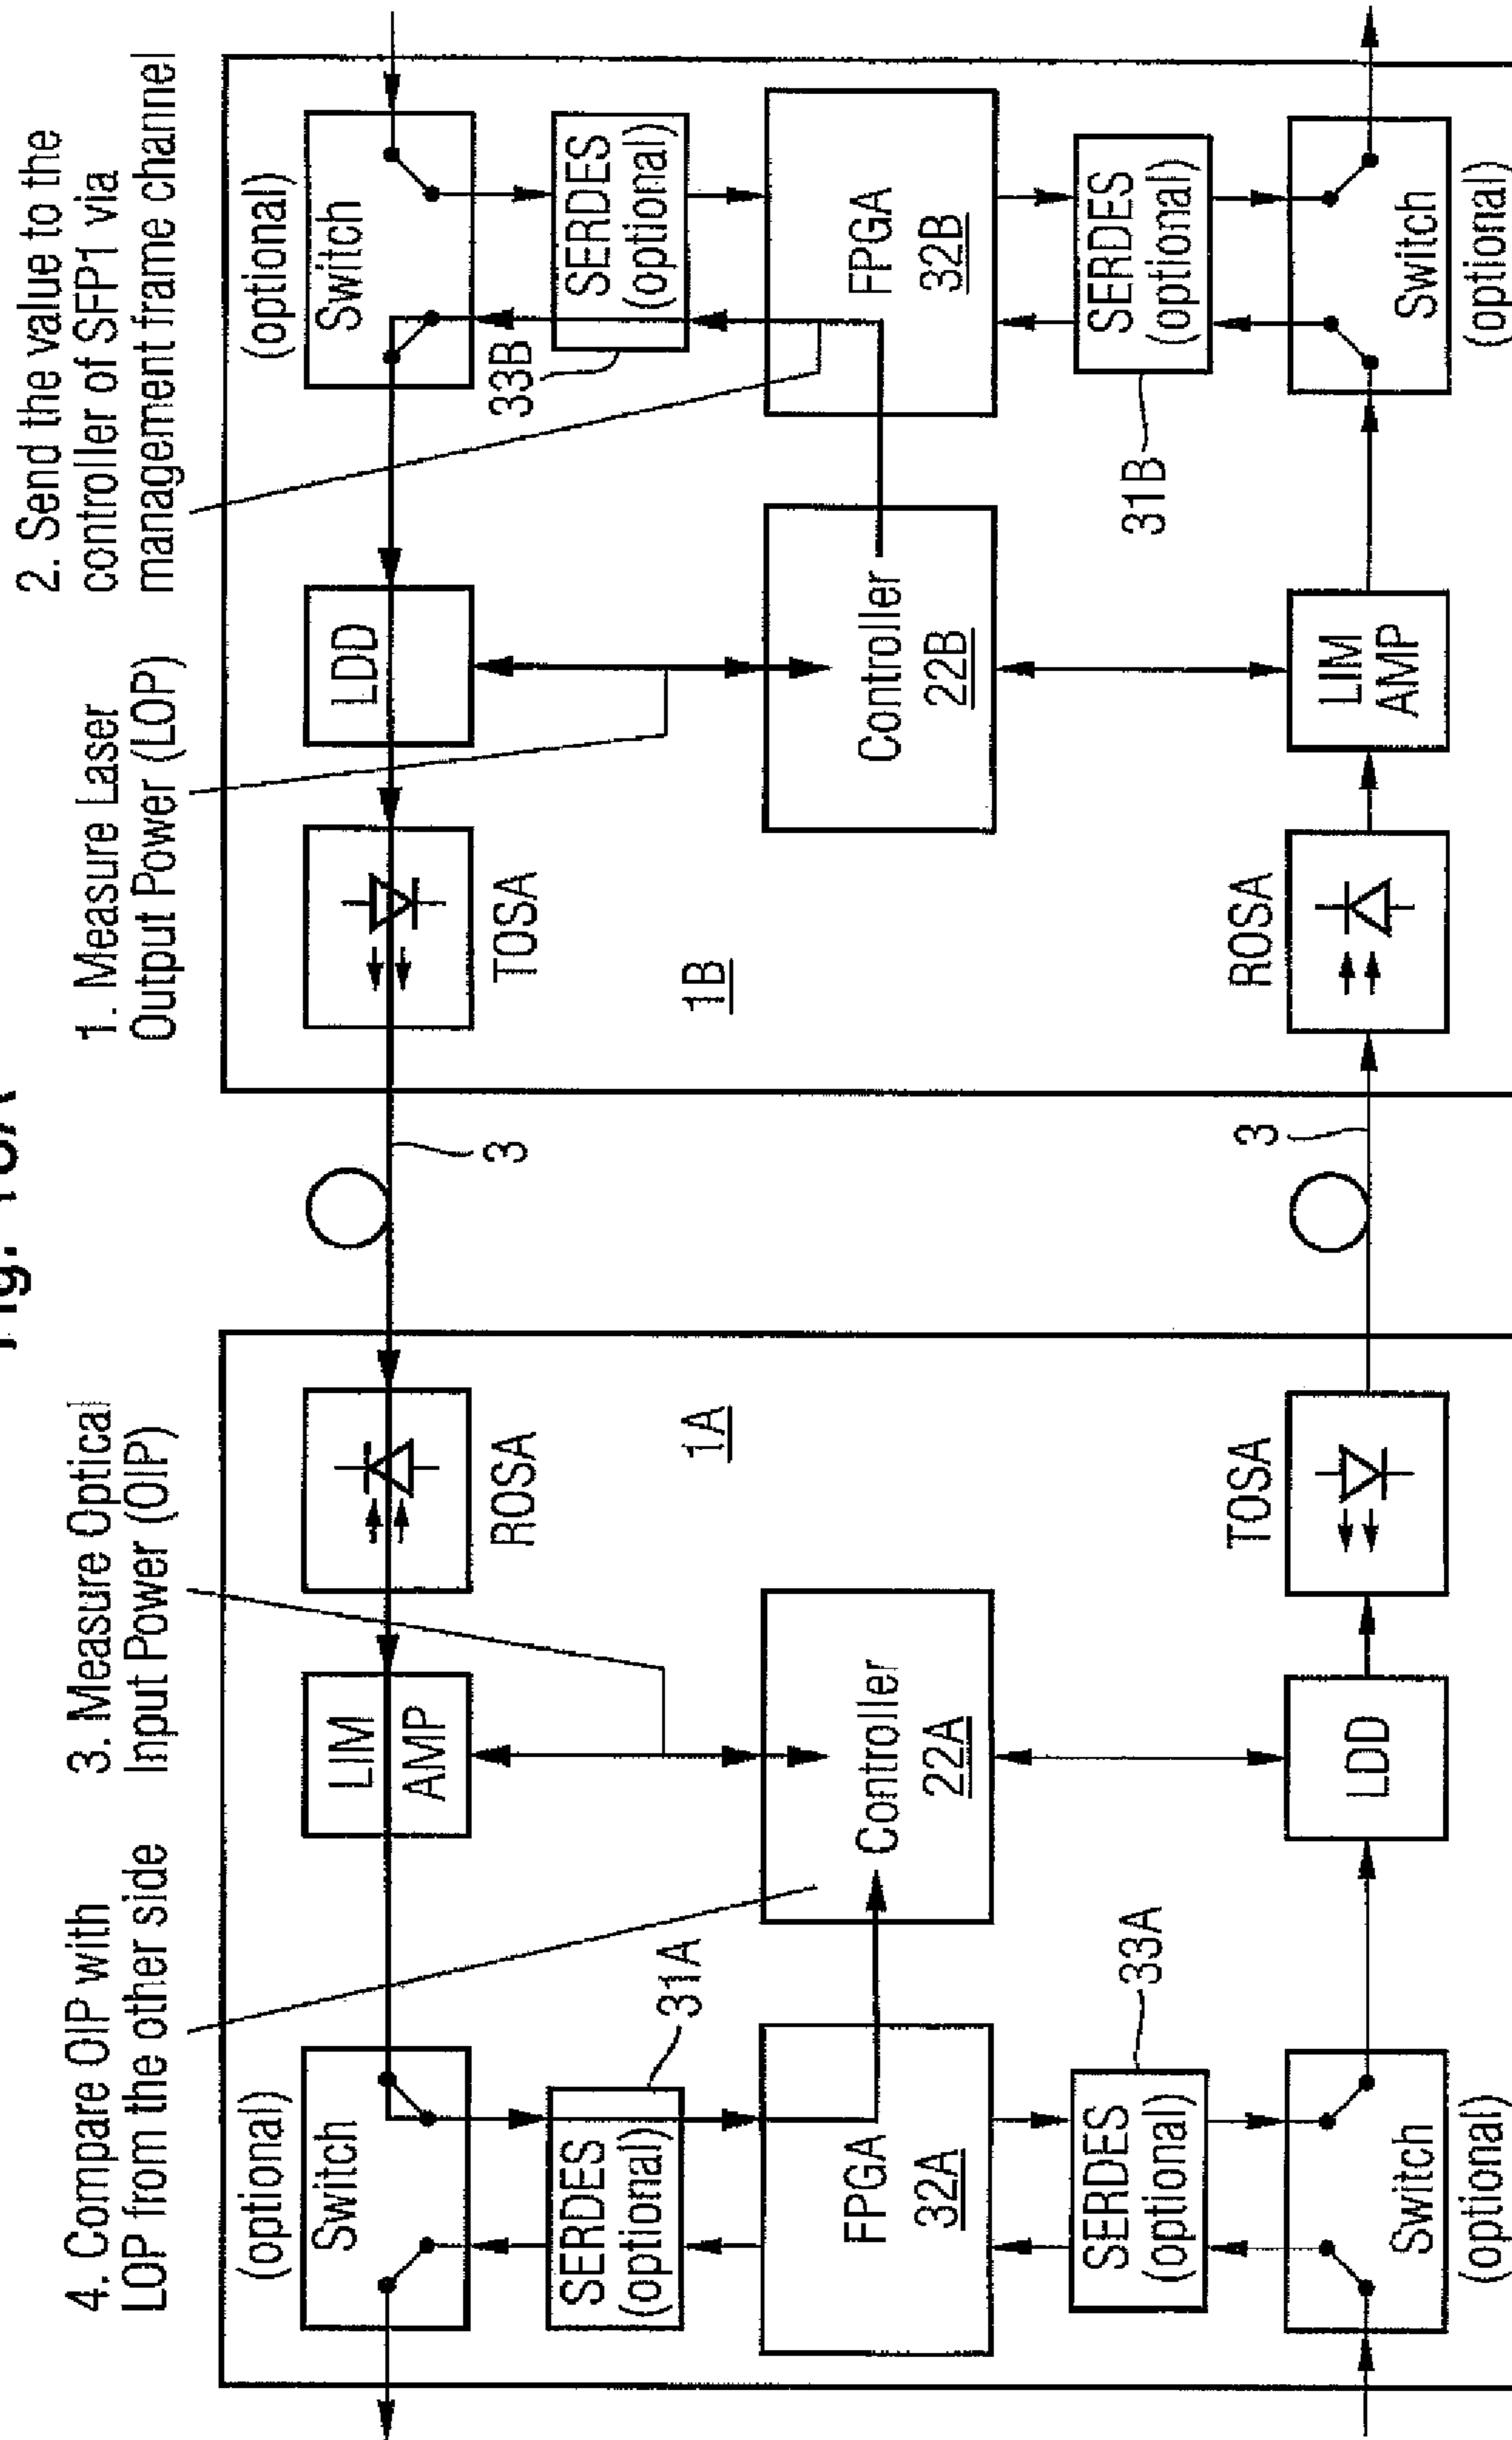 Fig. 10A
4. Compare OIP with
LOP from the other side
3. Measure Optical
Input Power (OIP)
1. Measure Laser
Output Power (LOP)
2. Send the value to the
controller of SFP1 via
management frame channel
(optional)
Switch
LIM
AMP
ROSA
3
TOSA
LDD
(optional)
Switch
SERDES
(optional)
31A
33B
SERDES
(optional)
FPGA
32A
Controller
22A
1A
1B
Controller
22B
FPGA
32B
SERDES
(optional)
33A
31B
SERDES
(optional)
Switch
(optional)
LDD
TOSA
3
ROSA
LIM
AMP
Switch
(optional)